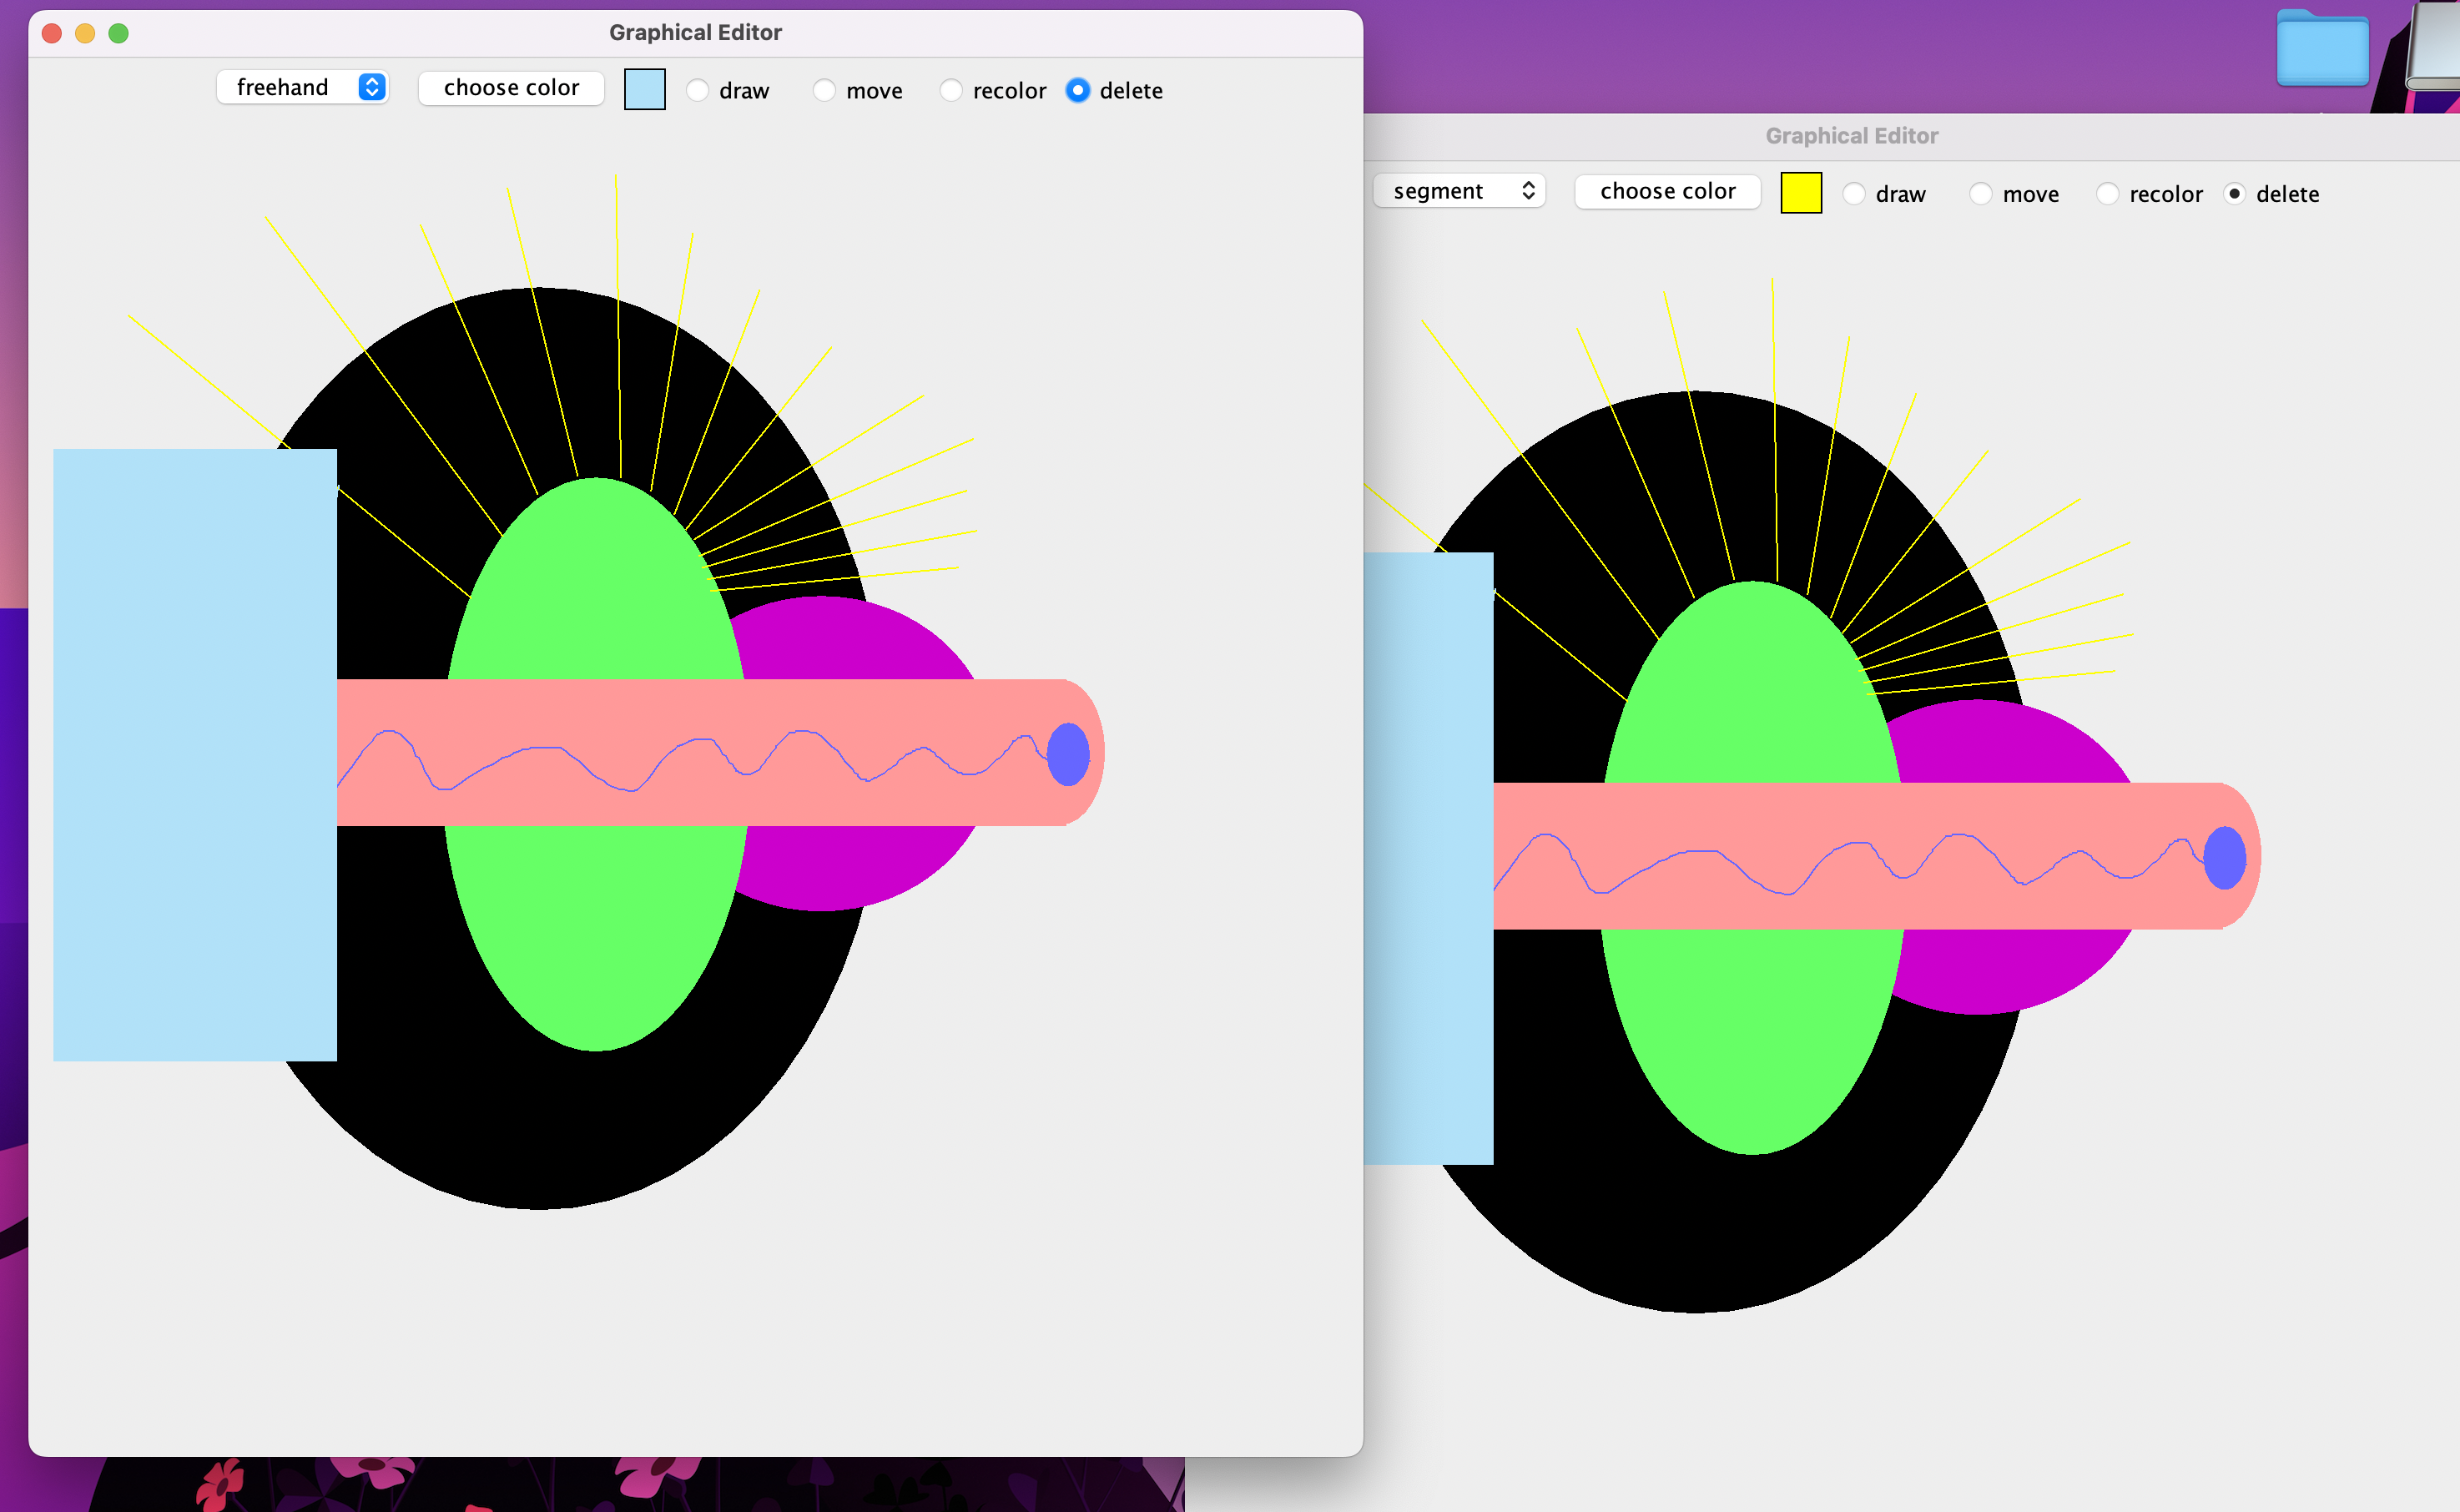 Graphical Editor
freehand choose color draw move recolor delete
Graphical Editor
segment choose color draw move recolor delete